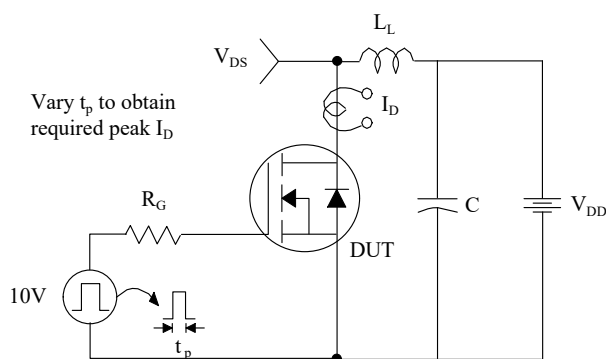 L_L
V_DS
I_D
Vary t_p to obtain
required peak I_D
R_G
C
V_DD
DUT
10V
t_p